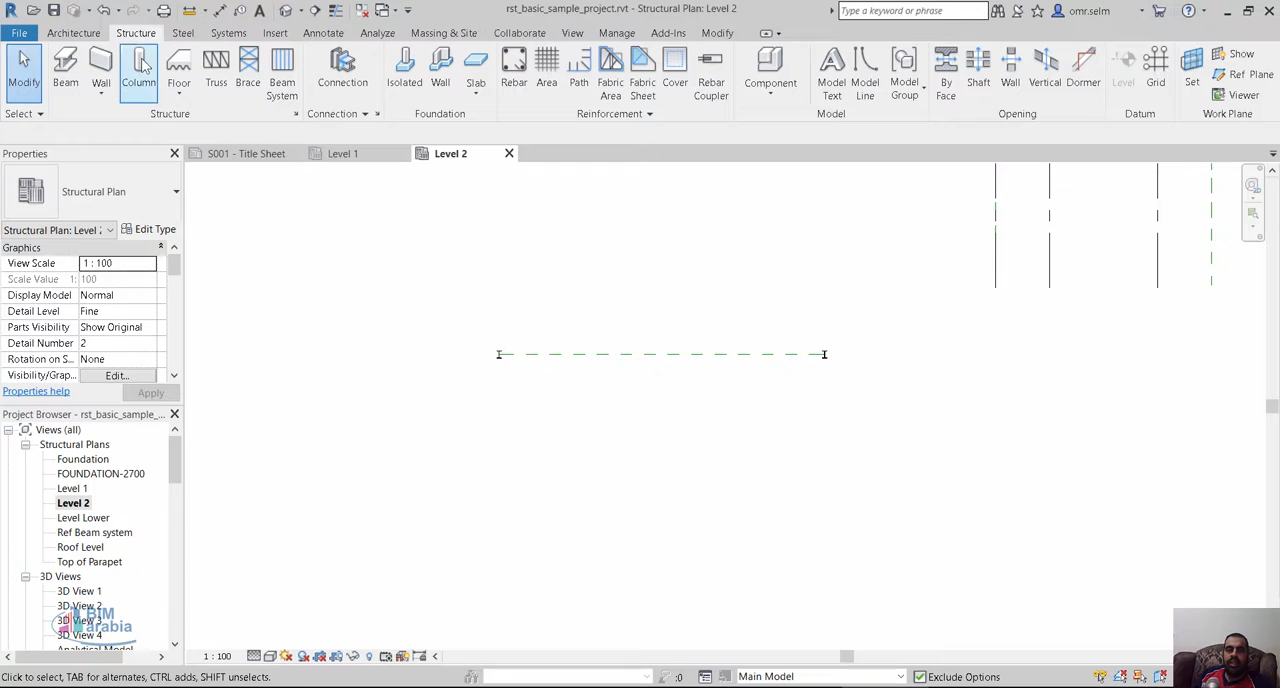 rst_basic_sample_project.rvt - Structural Plan: Level 2
Type a keyword or phrase
omr.selm
File Architecture Structure Steel Systems Insert Annotate Analyze Massing & Site Collaborate View Manage Add-Ins Modify
Modify Beam Wall Column Floor Truss Brace Beam System Connection Isolated Wall Slab Rebar Area Path Fabric Area Fabric Sheet Cover Rebar Coupler Component Model Text Model Line Model Group By Face Shaft Wall Vertical Dormer Level Grid Set Show Ref Plane Viewer
Select Structure Connection Foundation Reinforcement Model Opening Datum Work Plane
Properties
S001 - Title Sheet Level 1 Level 2
Structural Plan
Structural Plan: Level 2 Edit Type
Graphics
View Scale 1 : 100
Scale Value 1: 100
Display Model Normal
Detail Level Fine
Parts Visibility Show Original
Detail Number 2
Rotation on S... None
Visibility/Grap... Edit...
Properties help Apply
Project Browser - rst_basic_sample_project....
Views (all)
Structural Plans
Foundation
FOUNDATION-2700
Level 1
Level 2
Level Lower
Ref Beam system
Roof Level
Top of Parapet
3D Views
3D View 1
3D View 2
3D View 3
3D View 4
Analytical Model
BIM
arabia
1 : 100
Click to select, TAB for alternates, CTRL adds, SHIFT unselects.
:0 Main Model Exclude Options